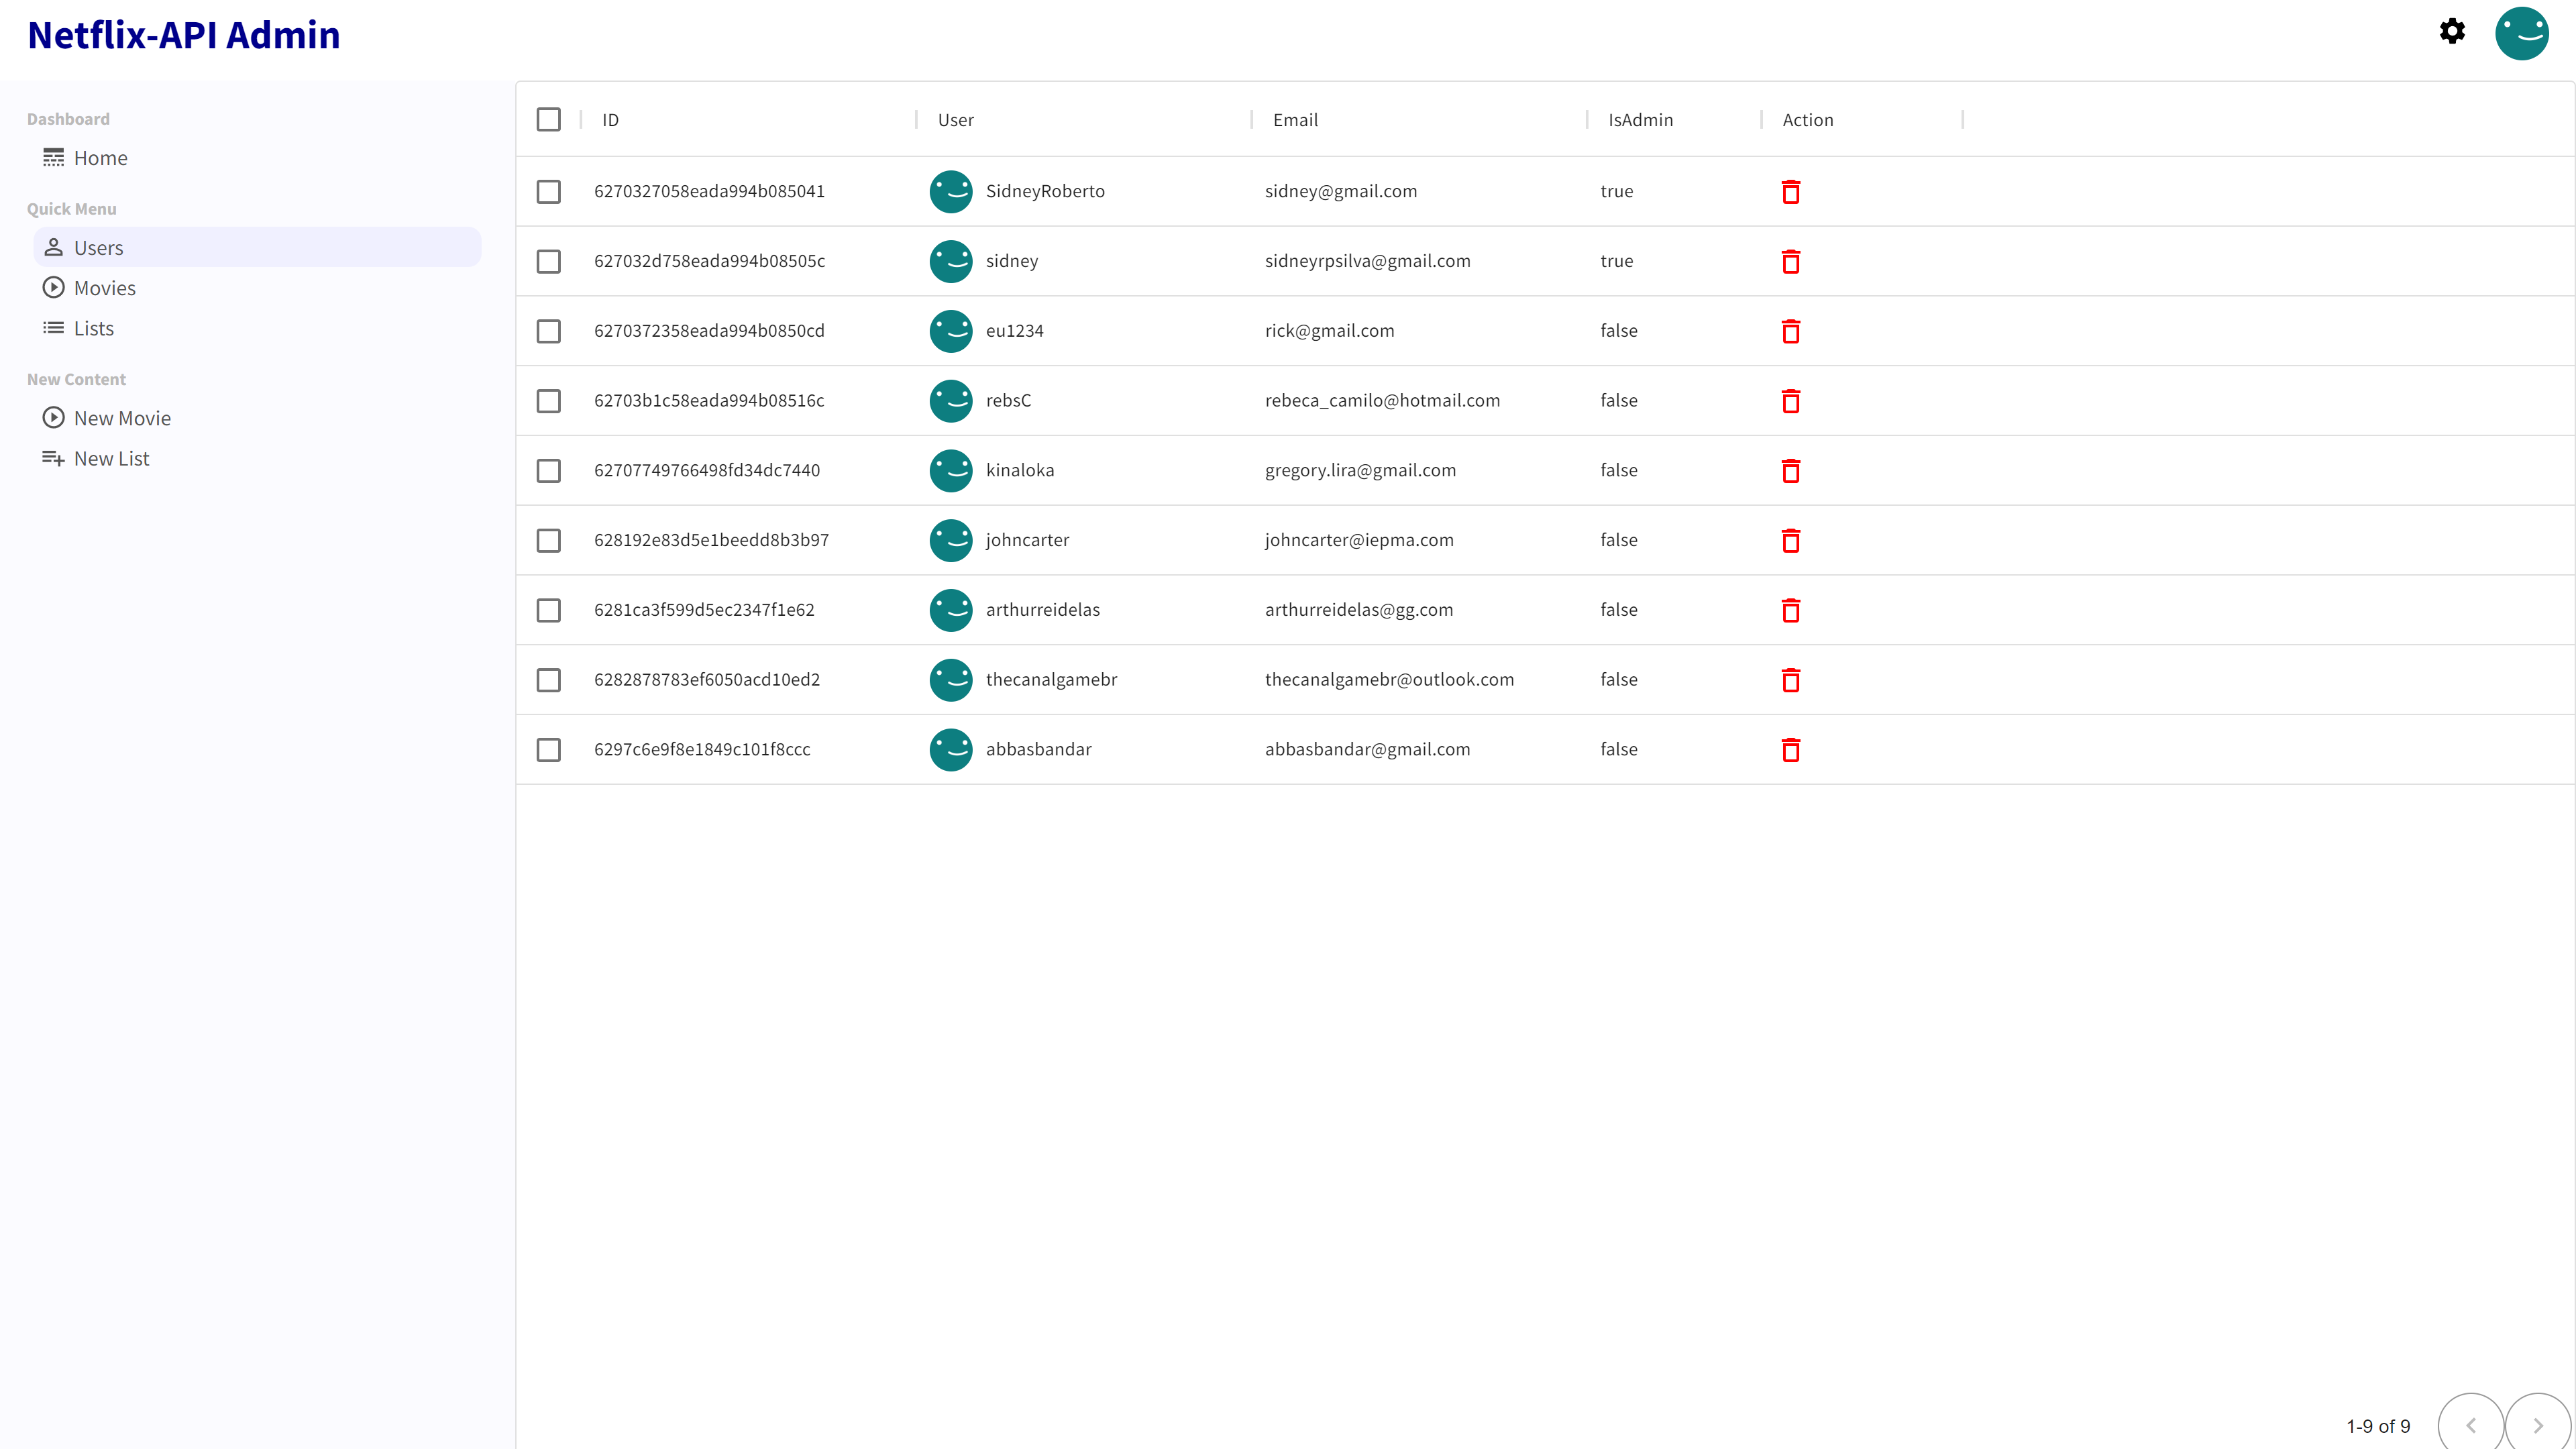 Netflix-API Admin
Dashboard
Home
Quick Menu
Users
Movies
Lists
New Content
New Movie
New List
ID User Email IsAdmin Action
6270327058eada994b085041 SidneyRoberto sidney@gmail.com true
627032d758eada994b08505c sidney sidneyrpsilva@gmail.com true
6270372358eada994b0850cd eu1234 rick@gmail.com false
62703b1c58eada994b08516c rebsC rebeca_camilo@hotmail.com false
62707749766498fd34dc7440 kinaloka gregory.lira@gmail.com false
628192e83d5e1beedd8b3b97 johncarter johncarter@iepma.com false
6281ca3f599d5ec2347f1e62 arthurreidelas arthurreidelas@gg.com false
6282878783ef6050acd10ed2 thecanalgamebr thecanalgamebr@outlook.com false
6297c6e9f8e1849c101f8ccc abbasbandar abbasbandar@gmail.com false
1-9 of 9